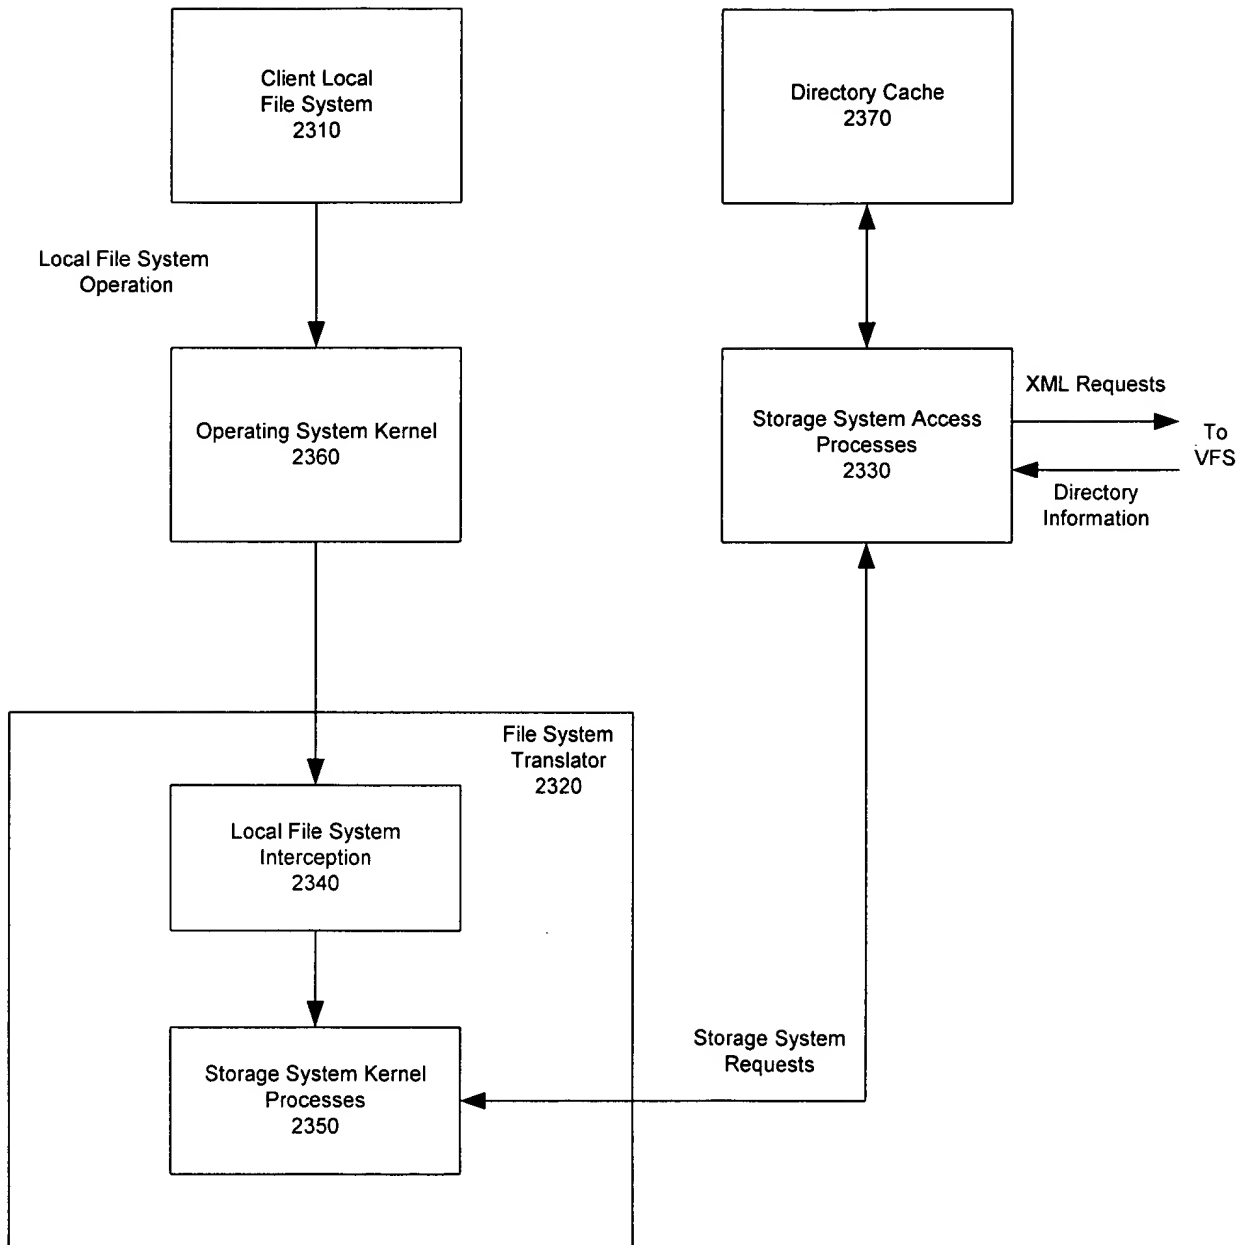 Client Local
File System
2310
Directory Cache
2370
Local File System
Operation
Operating System Kernel
2360
Storage System Access
Processes
2330
XML Requests
To
VFS
Directory
Information
File System
Translator
2320
Local File System
Interception
2340
Storage System Kernel
Processes
2350
Storage System
Requests